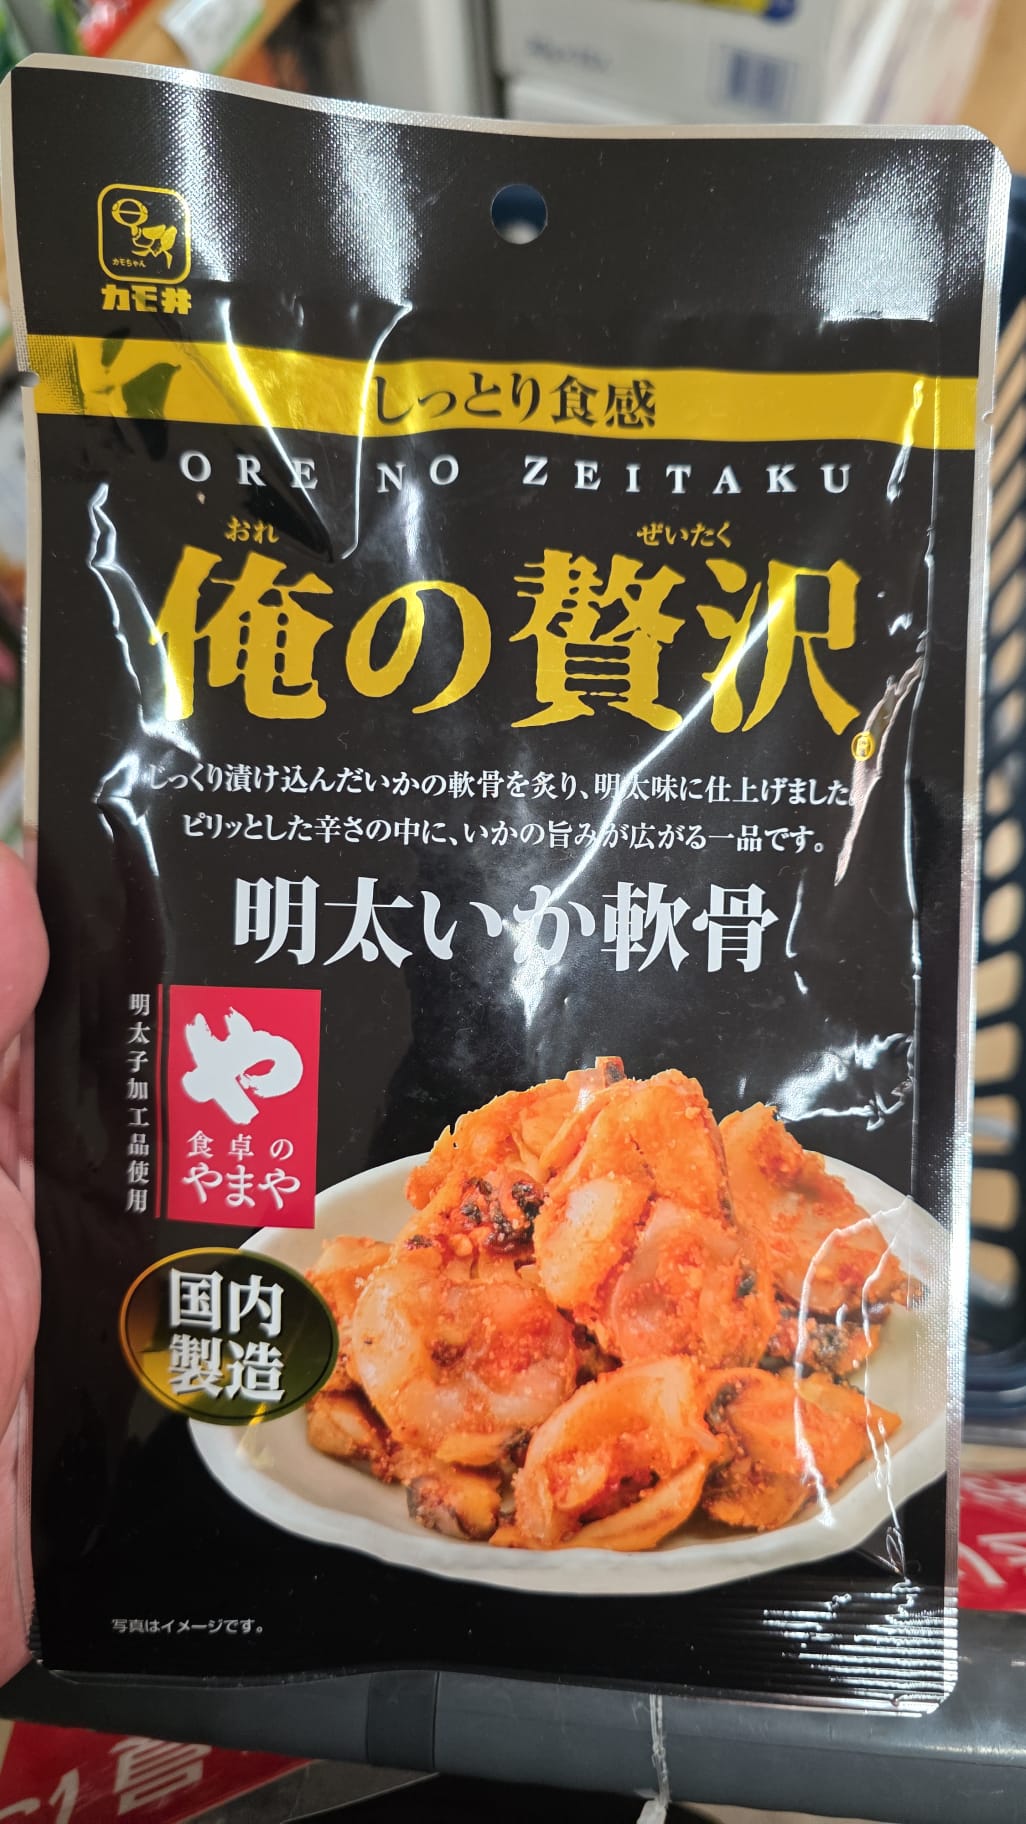 カモちゃん
カモ井
しっとり食感
ORE NO ZEITAKU
おれ ぜいたく
俺の贅沢
じっくり漬け込んだいかの軟骨を炙り、明太味に仕上げました。
ピリッとした辛さの中に、いかの旨みが広がる一品です。
明太いか軟骨
明太子加工品使用
や
食卓の
やまや
国内
製造
写真はイメージです。